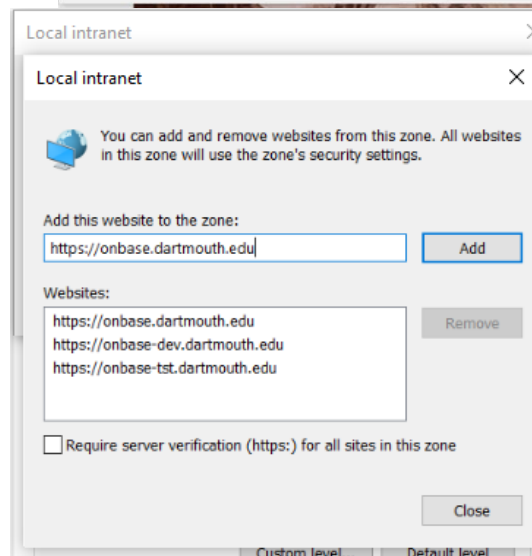 Local intranet
Local intranet
You can add and remove websites from this zone. All websites
in this zone will use the zone's security settings.
Add this website to the zone:
https://onbase.dartmouth.edu
Add
Websites:
https://onbase.dartmouth.edu
https://onbase-dev.dartmouth.edu
https://onbase-tst.dartmouth.edu
Remove
Require server verification (https:) for all sites in this zone
Close
Custom level...
Default level